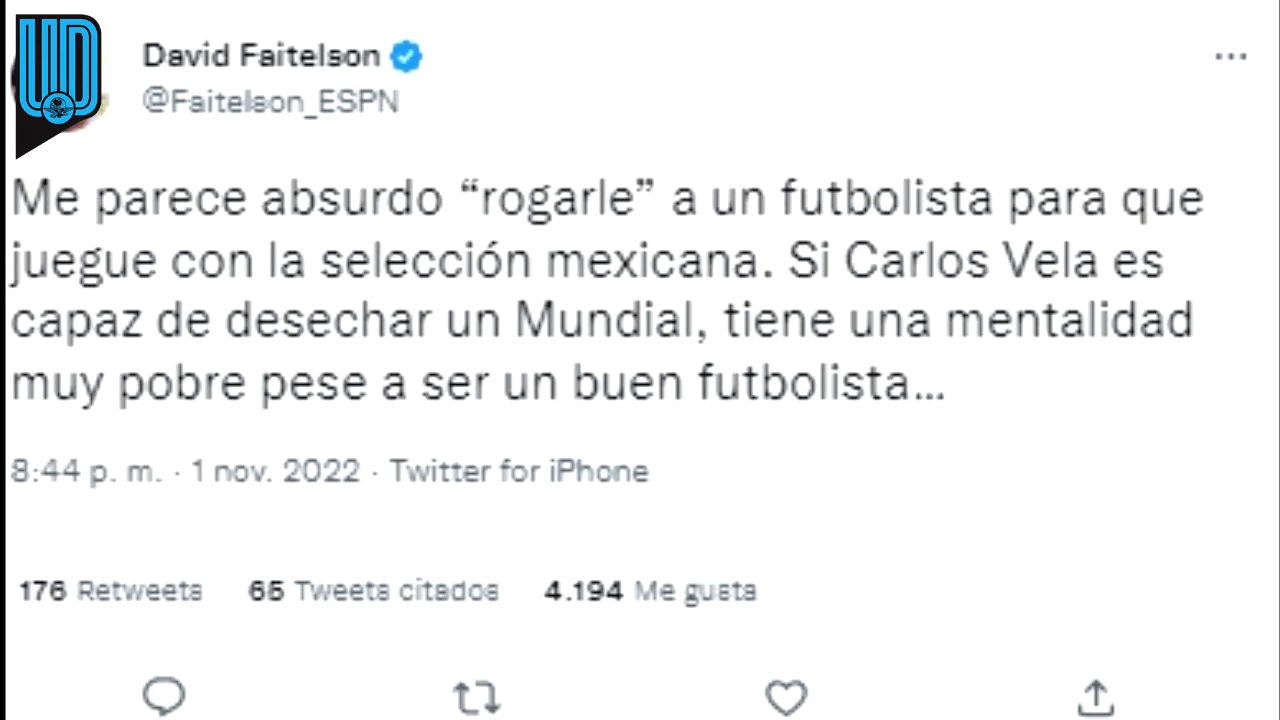 UD
David Faitelson
@Faitelson_ESPN
Me parece absurdo “rogarle” a un futbolista para que
juegue con la selección mexicana. Si Carlos Vela es
capaz de desechar un Mundial, tiene una mentalidad
muy pobre pese a ser un buen futbolista...
8:44 p. m. · 1 nov. 2022 · Twitter for iPhone
176 Retweets 65 Tweets citados 4.194 Me gusta